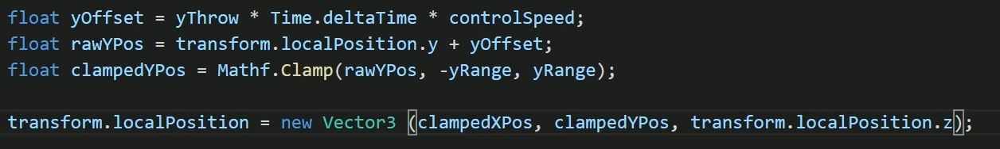 float yOffset = yThrow * Time.deltaTime * controlSpeed;
float rawYPos = transform.localPosition.y + yOffset;
float clampedYPos = Mathf.Clamp(rawYPos, -yRange, yRange);
transform.localPosition = new Vector3 (clampedXPos, clampedYPos, transform.localPosition.z);